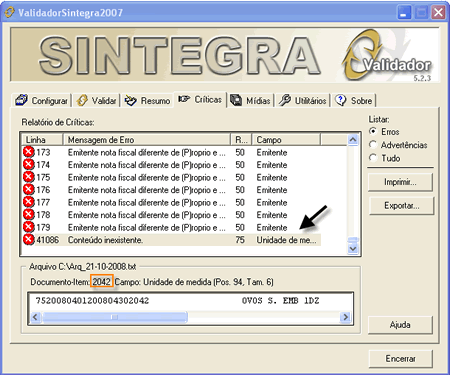 ValidadorSintegra2007
SINTEGRA Validador
5.2.3
Configurar Validar Resumo Críticas Mídias Utilitários Sobre
Relatório de Críticas:
Listar:
Linha Mensagem de Erro R... Campo
Erros
Advertências
Tudo
173 Emitente nota fiscal diferente de (P)roprio e ... 50 Emitente
174 Emitente nota fiscal diferente de (P)roprio e ... 50 Emitente
175 Emitente nota fiscal diferente de (P)roprio e ... 50 Emitente
176 Emitente nota fiscal diferente de (P)roprio e ... 50 Emitente
177 Emitente nota fiscal diferente de (P)roprio e ... 50 Emitente
178 Emitente nota fiscal diferente de (P)roprio e ... 50 Emitente
179 Emitente nota fiscal diferente de (P)roprio e ... 50 Emitente
41086 Conteúdo inexistente. 75 Unidade de me...
Imprimir...
Exportar...
Arquivo C:\Arq_21-10-2008.txt
Documento-Item: 2042 Campo: Unidade de medida (Pos. 94, Tam. 6)
7520080401200804302042 OVOS S. EMB 1DZ
Ajuda
Encerrar